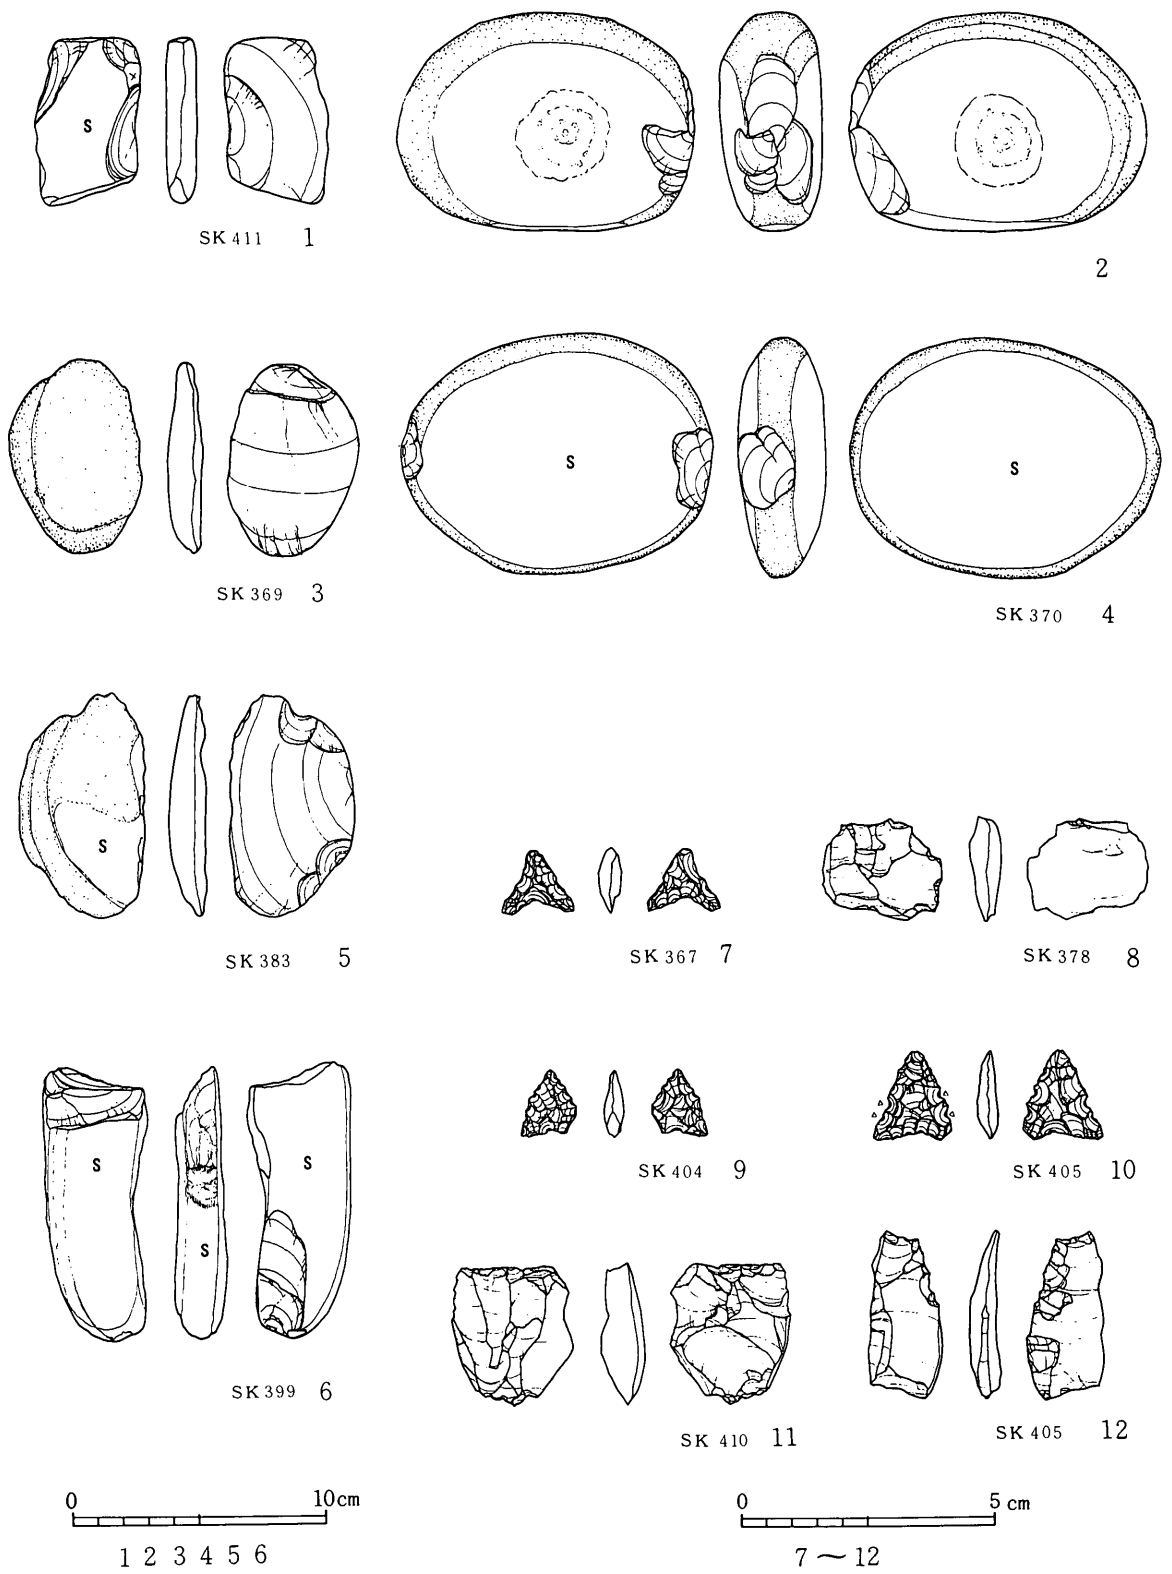 S
SK 411 1
2
S
S
SK 369 3
SK 370 4
S
SK 383 5
SK 367 7
SK 378 8
S
S
S
SK 404 9
SK 405 10
SK 399 6
SK 410 11
SK 405 12
0 10cm
1 2 3 4 5 6
0 5 cm
7〜12